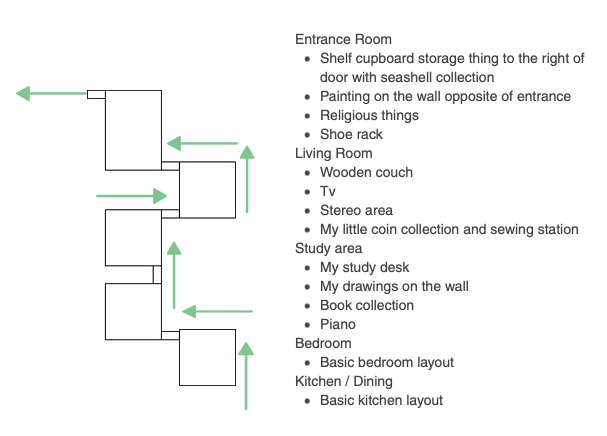 Entrance Room
• Shelf cupboard storage thing to the right of
door with seashell collection
• Painting on the wall opposite of entrance
• Religious things
• Shoe rack
Living Room
• Wooden couch
• Tv
• Stereo area
• My little coin collection and sewing station
Study area
• My study desk
• My drawings on the wall
• Book collection
• Piano
Bedroom
• Basic bedroom layout
Kitchen / Dining
• Basic kitchen layout